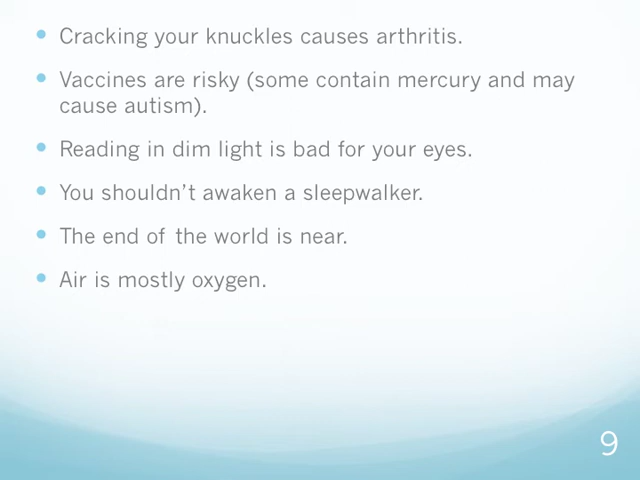 Cracking your knuckles causes arthritis.
Vaccines are risky (some contain mercury and may
cause autism).
Reading in dim light is bad for your eyes.
You shouldn’t awaken a sleepwalker.
The end of the world is near.
Air is mostly oxygen.
9